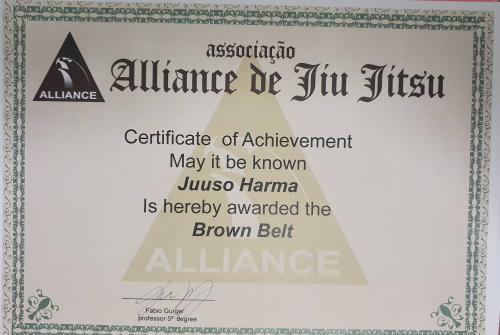 associação
Alliance de Jiu Jitsu
ALLIANCE
Certificate of Achievement
May it be known
Juuso Harma
Is hereby awarded the
Brown Belt
ALLIANCE
Fabio Gurgel
professor 5º degree